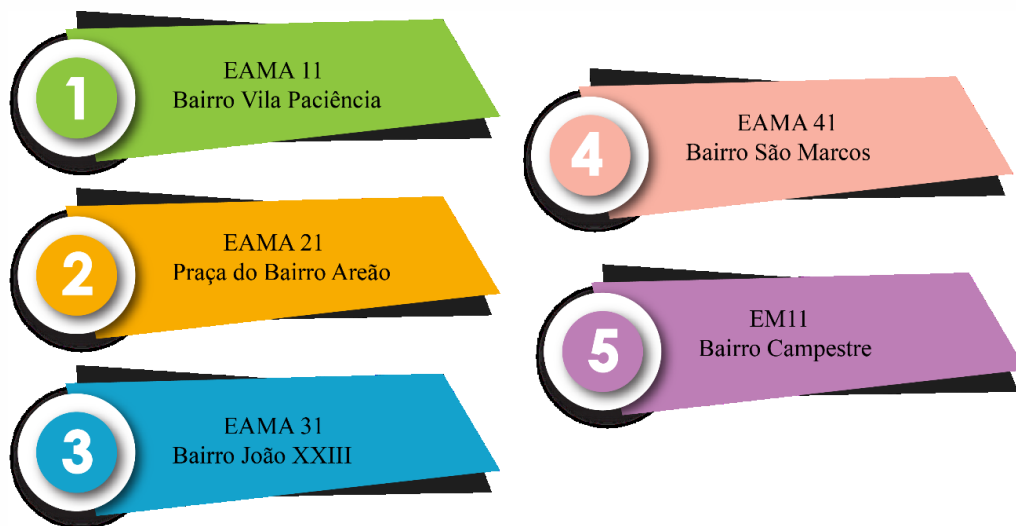 1
EAMA 11
Bairro Vila Paciência
2
EAMA 21
Praça do Bairro Areão
3
EAMA 31
Bairro João XXIII
4
EAMA 41
Bairro São Marcos
5
EM11
Bairro Campestre